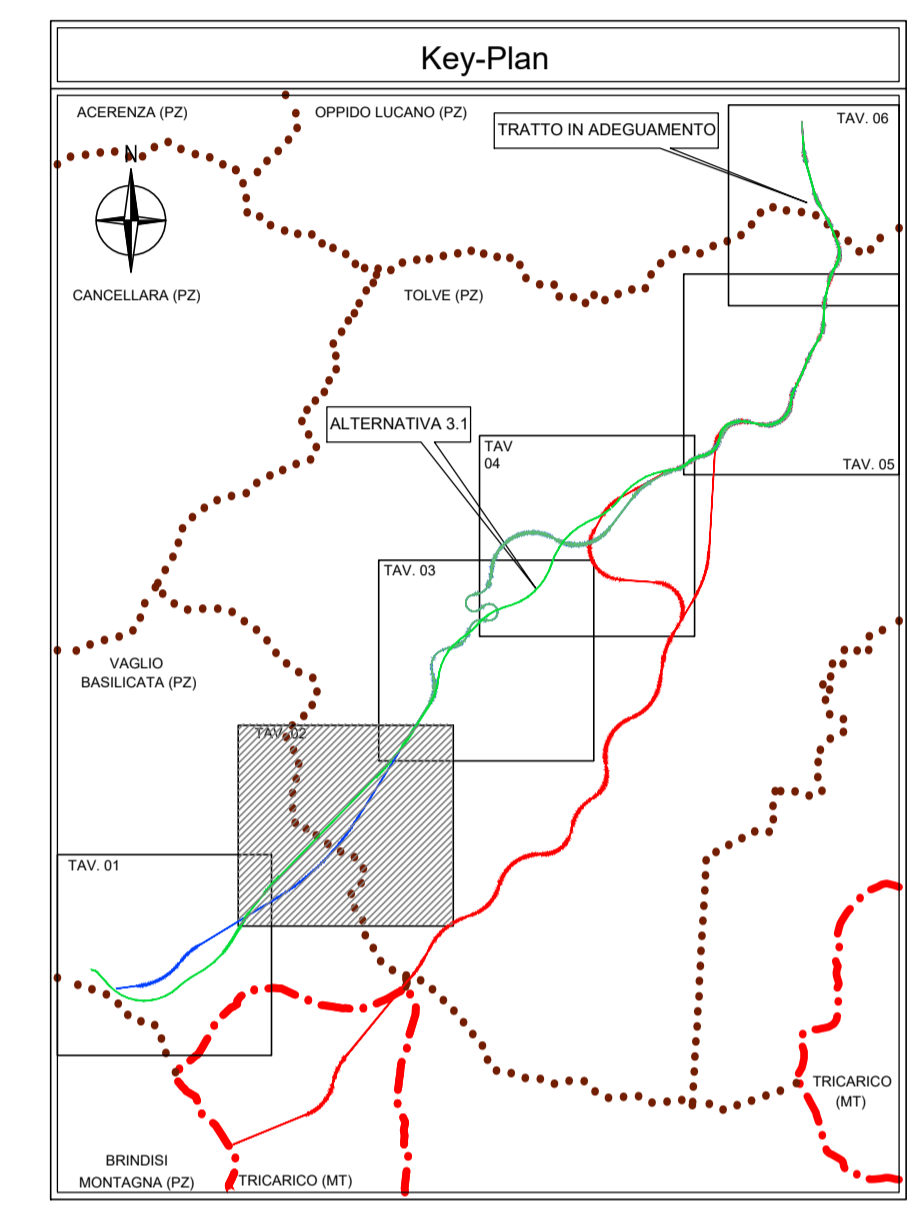 Key-Plan
ACERENZA (PZ)
OPPIDO LUCANO (PZ)
TRATTO IN ADEGUAMENTO
TAV. 06
N
CANCELLARA (PZ)
TOLVE (PZ)
ALTERNATIVA 3.1
TAV
04
TAV. 05
TAV. 03
VAGLIO
BASILICATA (PZ)
TAV. 02
TAV. 01
TRICARICO
(MT)
BRINDISI
MONTAGNA (PZ)
TRICARICO (MT)